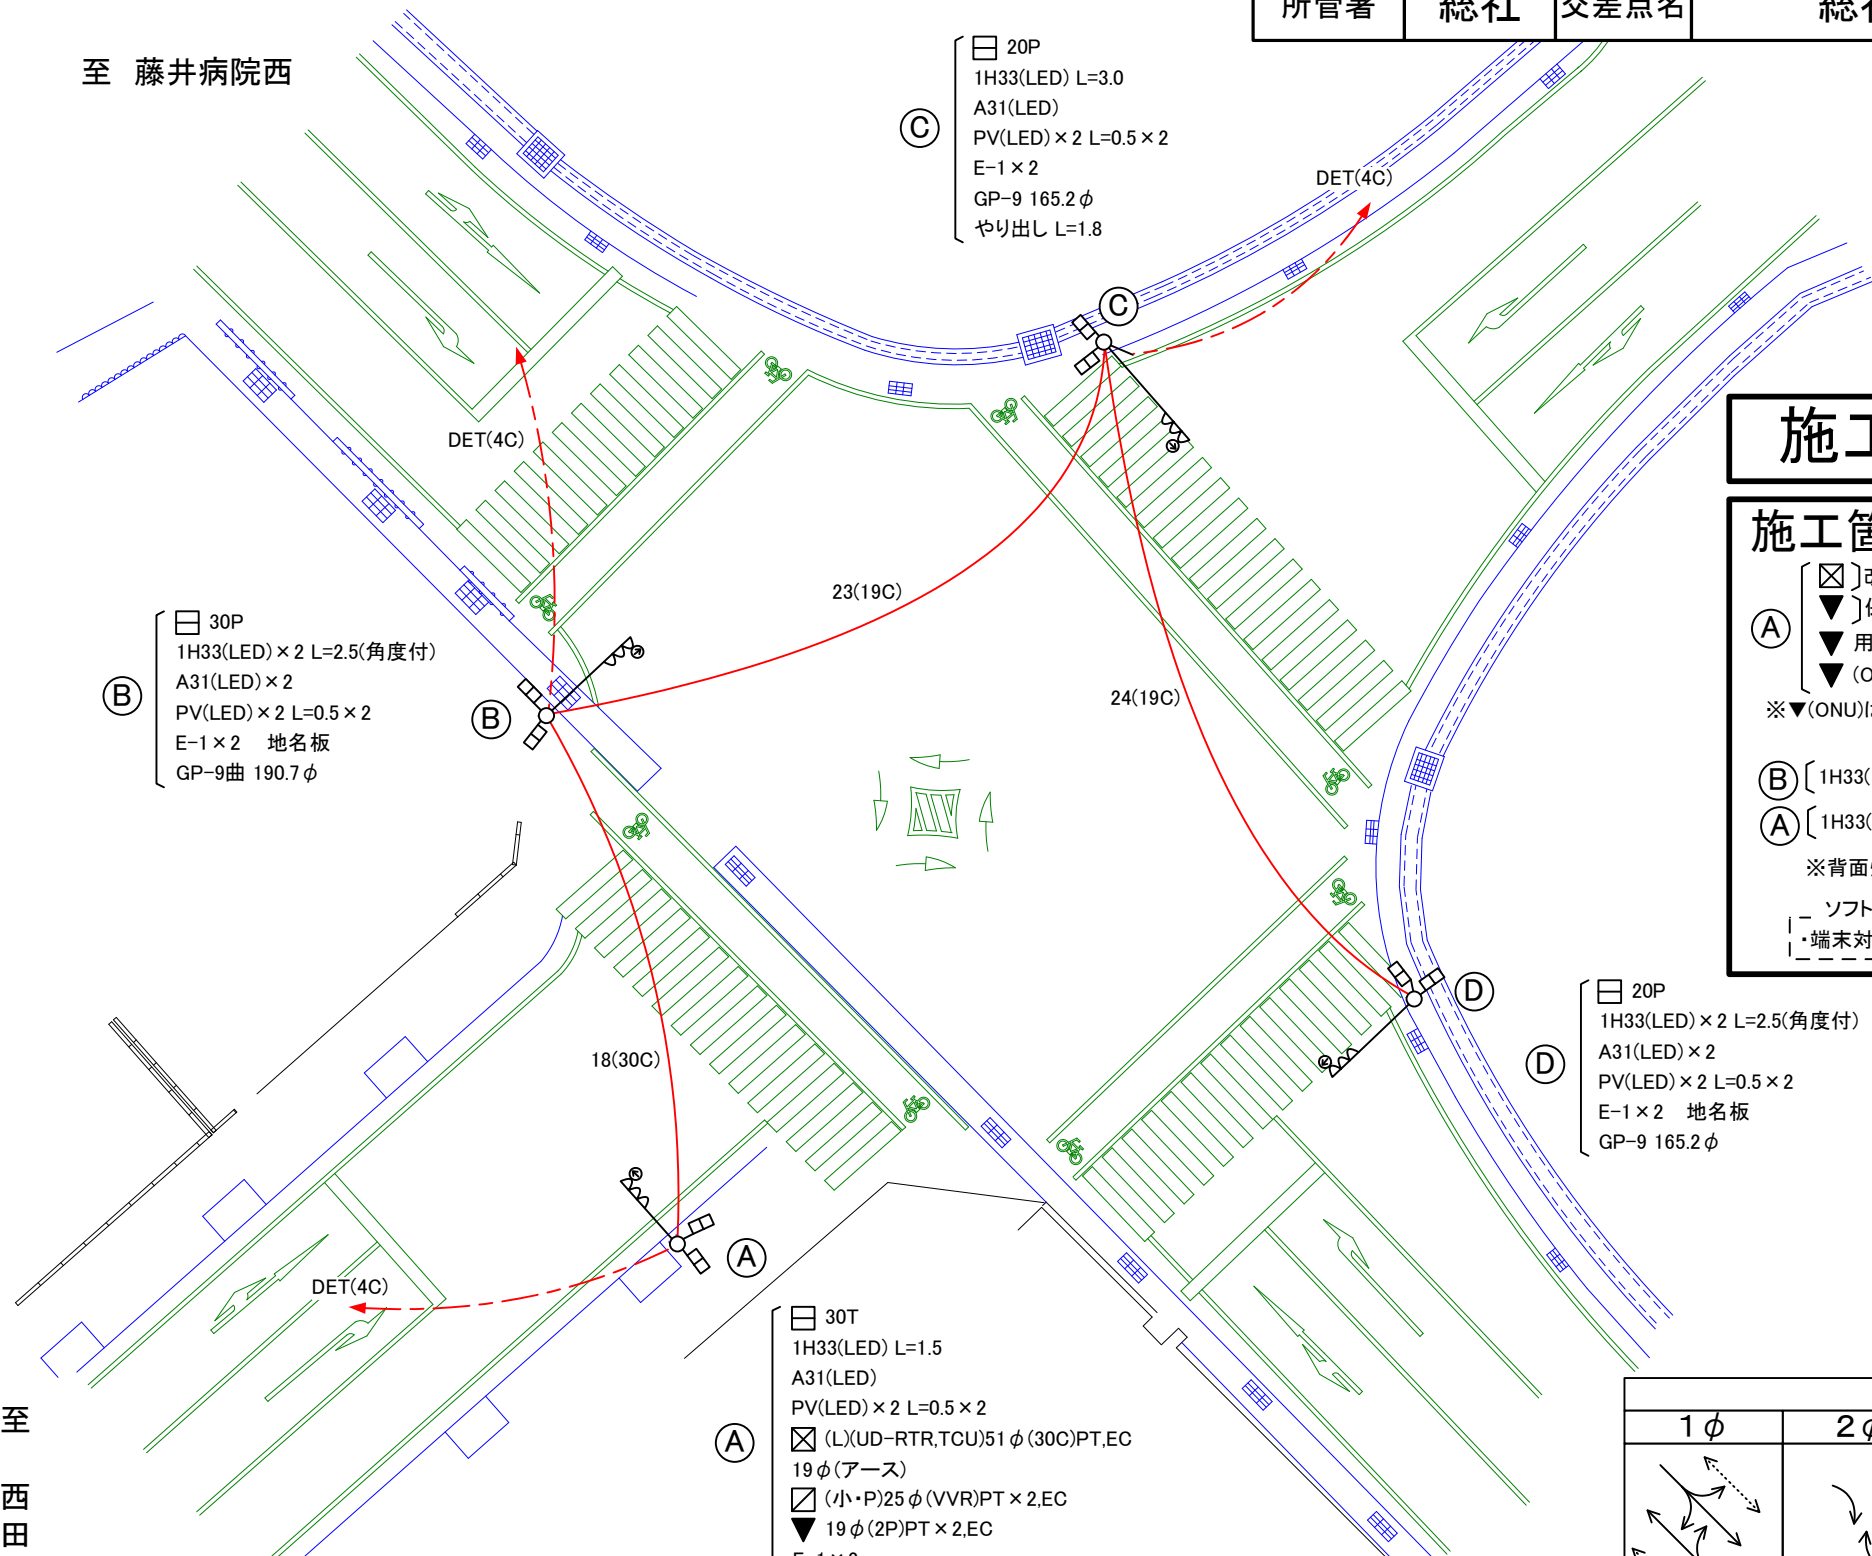 所管署 総社 交差点名
至 藤井病院西
20P
1H33(LED) L=3.0
A31(LED)
PV(LED)×2 L=0.5×2
E-1×2
GP-9 165.2φ
やり出し L=1.8
C
DET(4C)
C
DET(4C)
23(19C)
24(19C)
30P
1H33(LED)×2 L=2.5(角度付)
A31(LED)×2
PV(LED)×2 L=0.5×2
E-1×2 地名板
GP-9曲 190.7φ
B
B
A
※▼(ONU)
B 1H33(
A 1H33(
※背面
ソフト
・端末対
D
20P
1H33(LED)×2 L=2.5(角度付)
A31(LED)×2
PV(LED)×2 L=0.5×2
E-1×2 地名板
GP-9 165.2φ
D
18(30C)
A
DET(4C)
30T
1H33(LED) L=1.5
A31(LED)
PV(LED)×2 L=0.5×2
(L)(UD-RTR,TCU)51φ(30C)PT,EC
19φ(アース)
(小・P)25φ(VVR)PT×2,EC
19φ(2P)PT×2,EC
A
至 西田
1φ